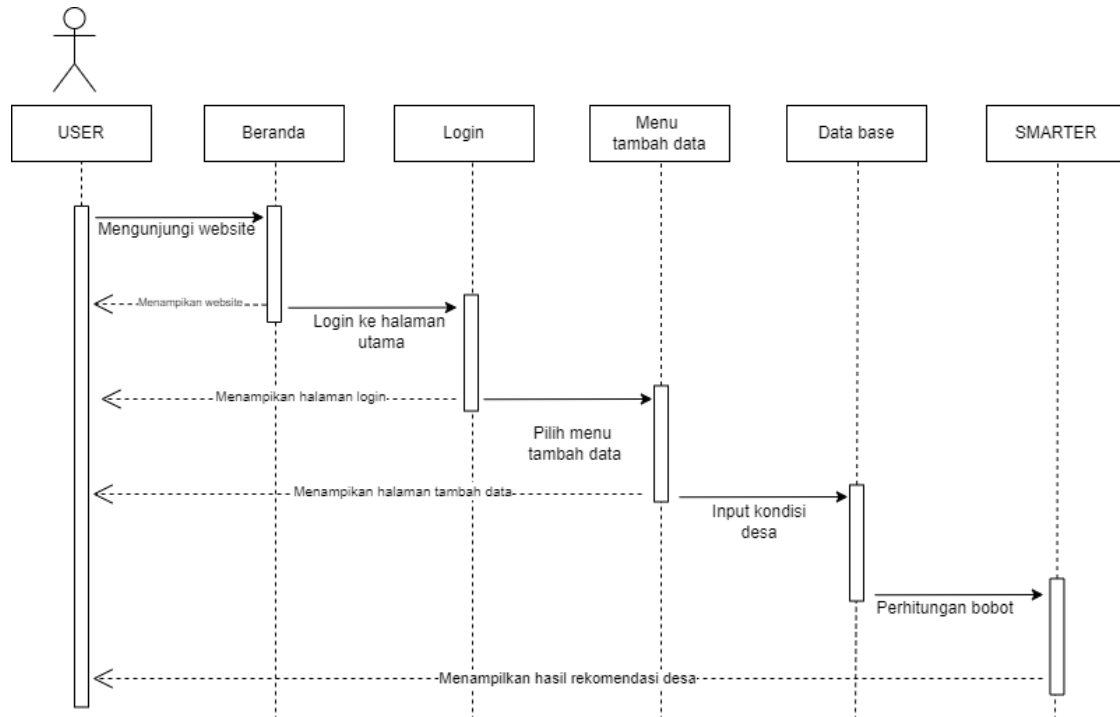 USER
Beranda
Login
Menu
tambah data
Data base
SMARTER
Mengunjungi website
Menampikan website
Login ke halaman
utama
Menampikan halaman login
Pilih menu
tambah data
Menampikan halaman tambah data
Input kondisi
desa
Perhitungan bobot
Menampilkan hasil rekomendasi desa